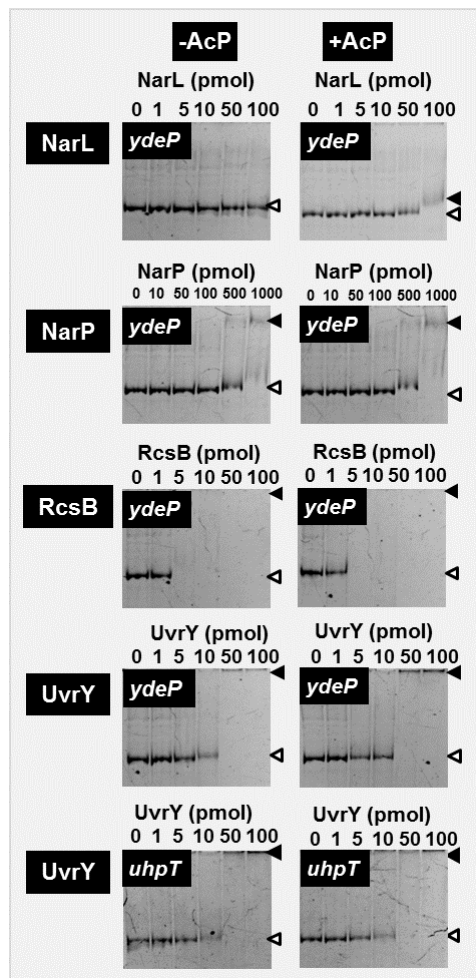 -AcP +AcP
NarL (pmol) NarL (pmol)
0 1 5 10 50 100 0 1 5 10 50 100
NarL ydeP ydeP
NarP (pmol) NarP (pmol)
0 10 50 100 500 1000 0 10 50 100 500 1000
NarP ydeP ydeP
RcsB (pmol) RcsB (pmol)
0 1 5 10 50 100 0 1 5 10 50 100
RcsB ydeP ydeP
UvrY (pmol) UvrY (pmol)
0 1 5 10 50 100 0 1 5 10 50 100
UvrY ydeP ydeP
UvrY (pmol) UvrY (pmol)
0 1 5 10 50 100 0 1 5 10 50 100
UvrY uhpT uhpT